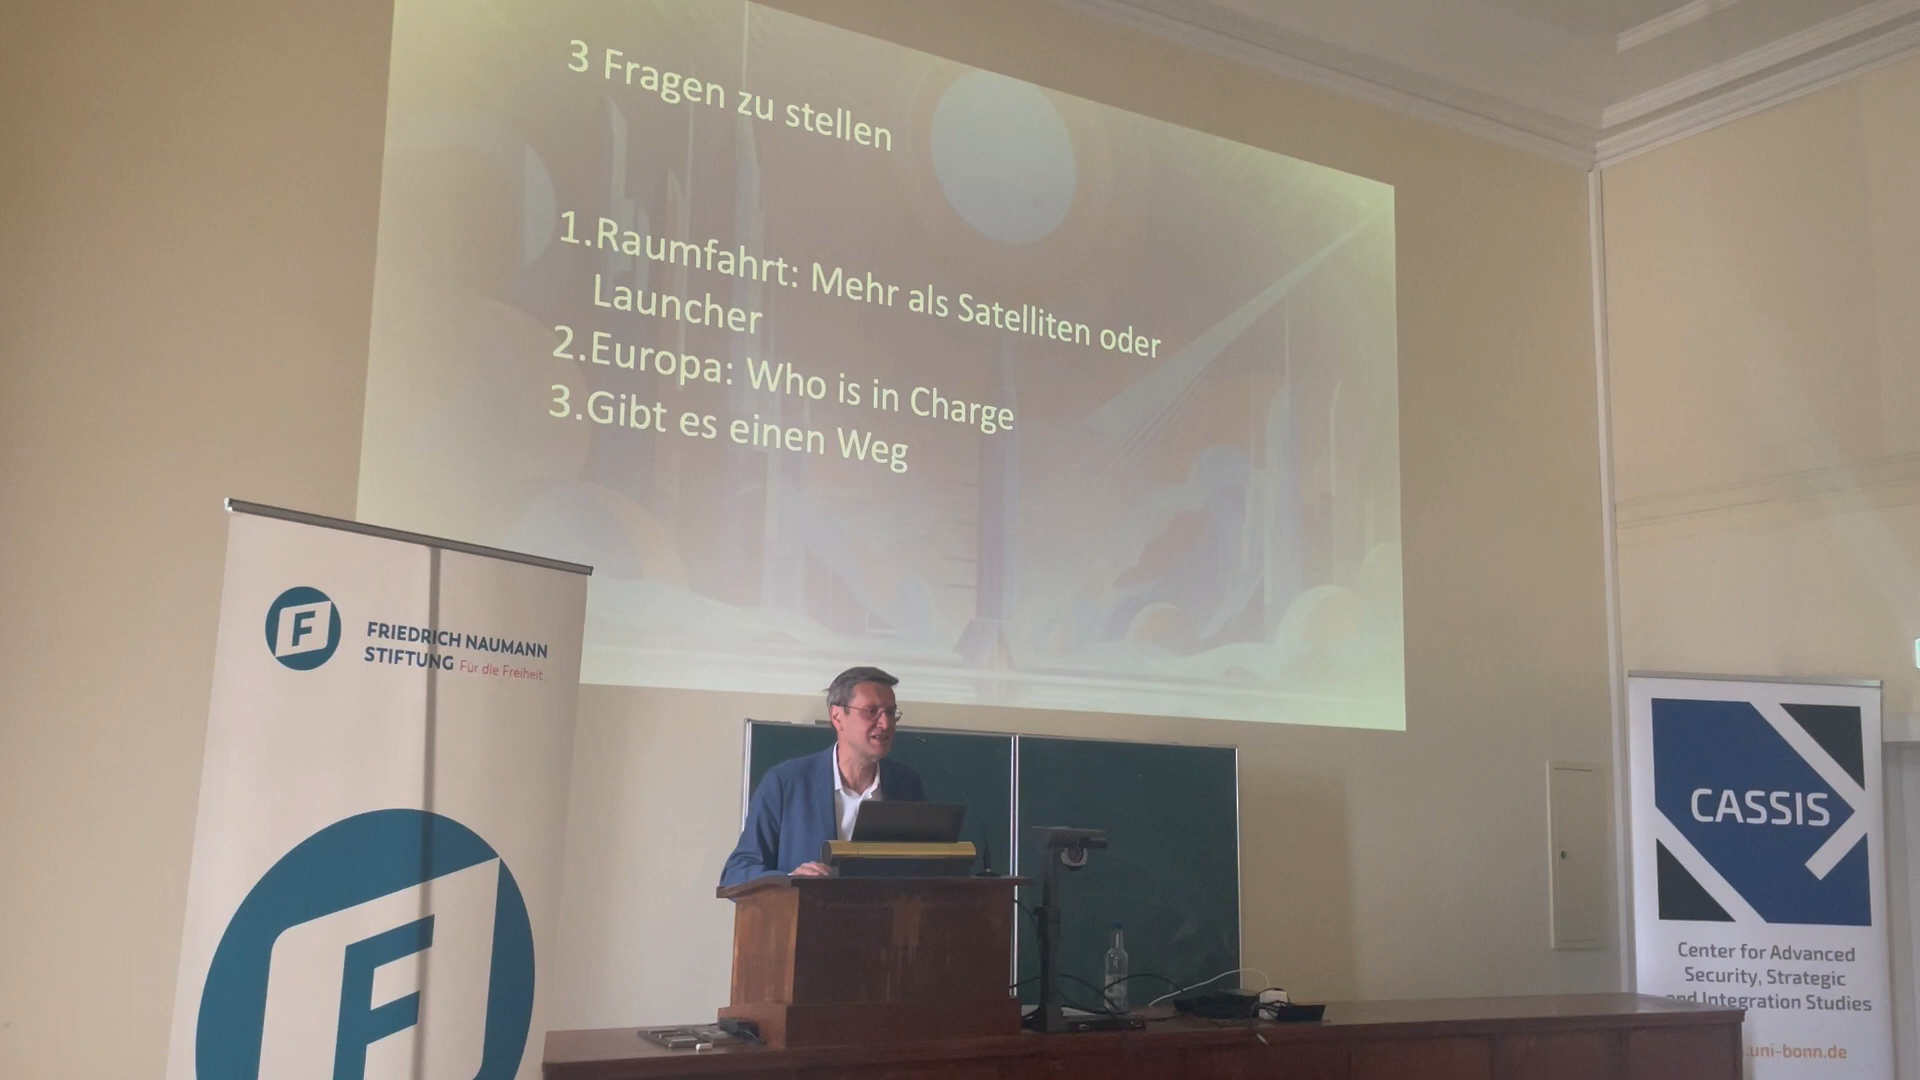 3 Fragen zu stellen
1.Raumfahrt: Mehr als Satelliten oder
Launcher
2.Europa: Who is in Charge
3.Gibt es einen Weg
F
FRIEDRICH NAUMANN
STIFTUNG Für die Freiheit.
F
CASSIS
Center for Advanced
Security, Strategic
and Integration Studies
.uni-bonn.de